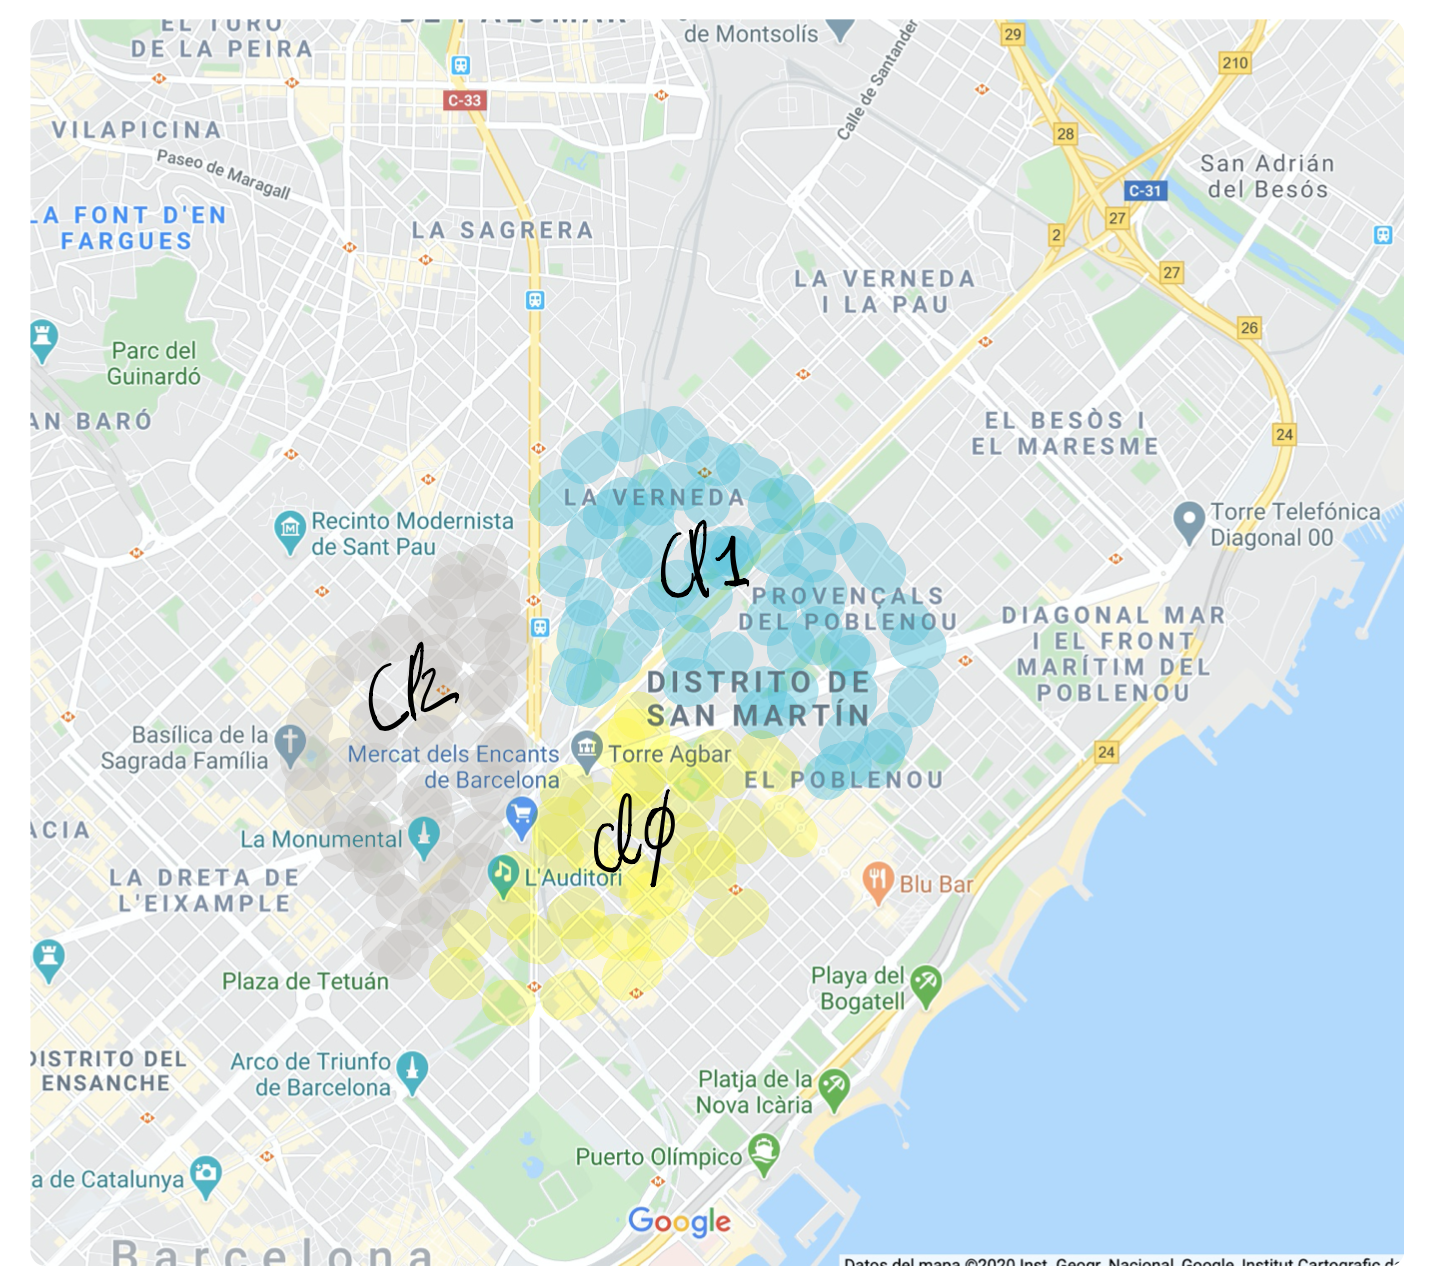 EL TURÓ
DE LA PEIRA
de Montsolís
29
210
C-33
Calle de Santander
VILAPICINA
28
Paseo de Maragall
San Adrián
del Besós
C-31
LA FONT D'EN
FARGUES
LA SAGRERA
27
2
LA VERNEDA
I LA PAU
27
26
Parc del
Guinardó
AN BARÓ
EL BESÒS I
EL MARESME
24
LA VERNEDA
Recinto Modernista
de Sant Pau
Torre Telefónica
Diagonal 00
Cl1
PROVENÇALS
DEL POBLENOU
DIAGONAL MAR
I EL FRONT
MARÍTIM DEL
POBLENOU
Cl2
DISTRITO DE
SAN MARTÍN
Basílica de la
Sagrada Família
Mercat dels Encants
de Barcelona
Torre Agbar
24
EL POBLENOU
ACIA
La Monumental
clø
L'Auditori
Blu Bar
LA DRETA DE
L'EIXAMPLE
Plaza de Tetuán
Playa del
Bogatell
DISTRITO DEL
ENSANCHE
Arco de Triunfo
de Barcelona
Platja de la
Nova Icària
Puerto Olímpico
a de Catalunya
Google
Barcelona
Datos del mapa ©2020 Inst. Geogr. Nacional, Google, Institut Cartografic